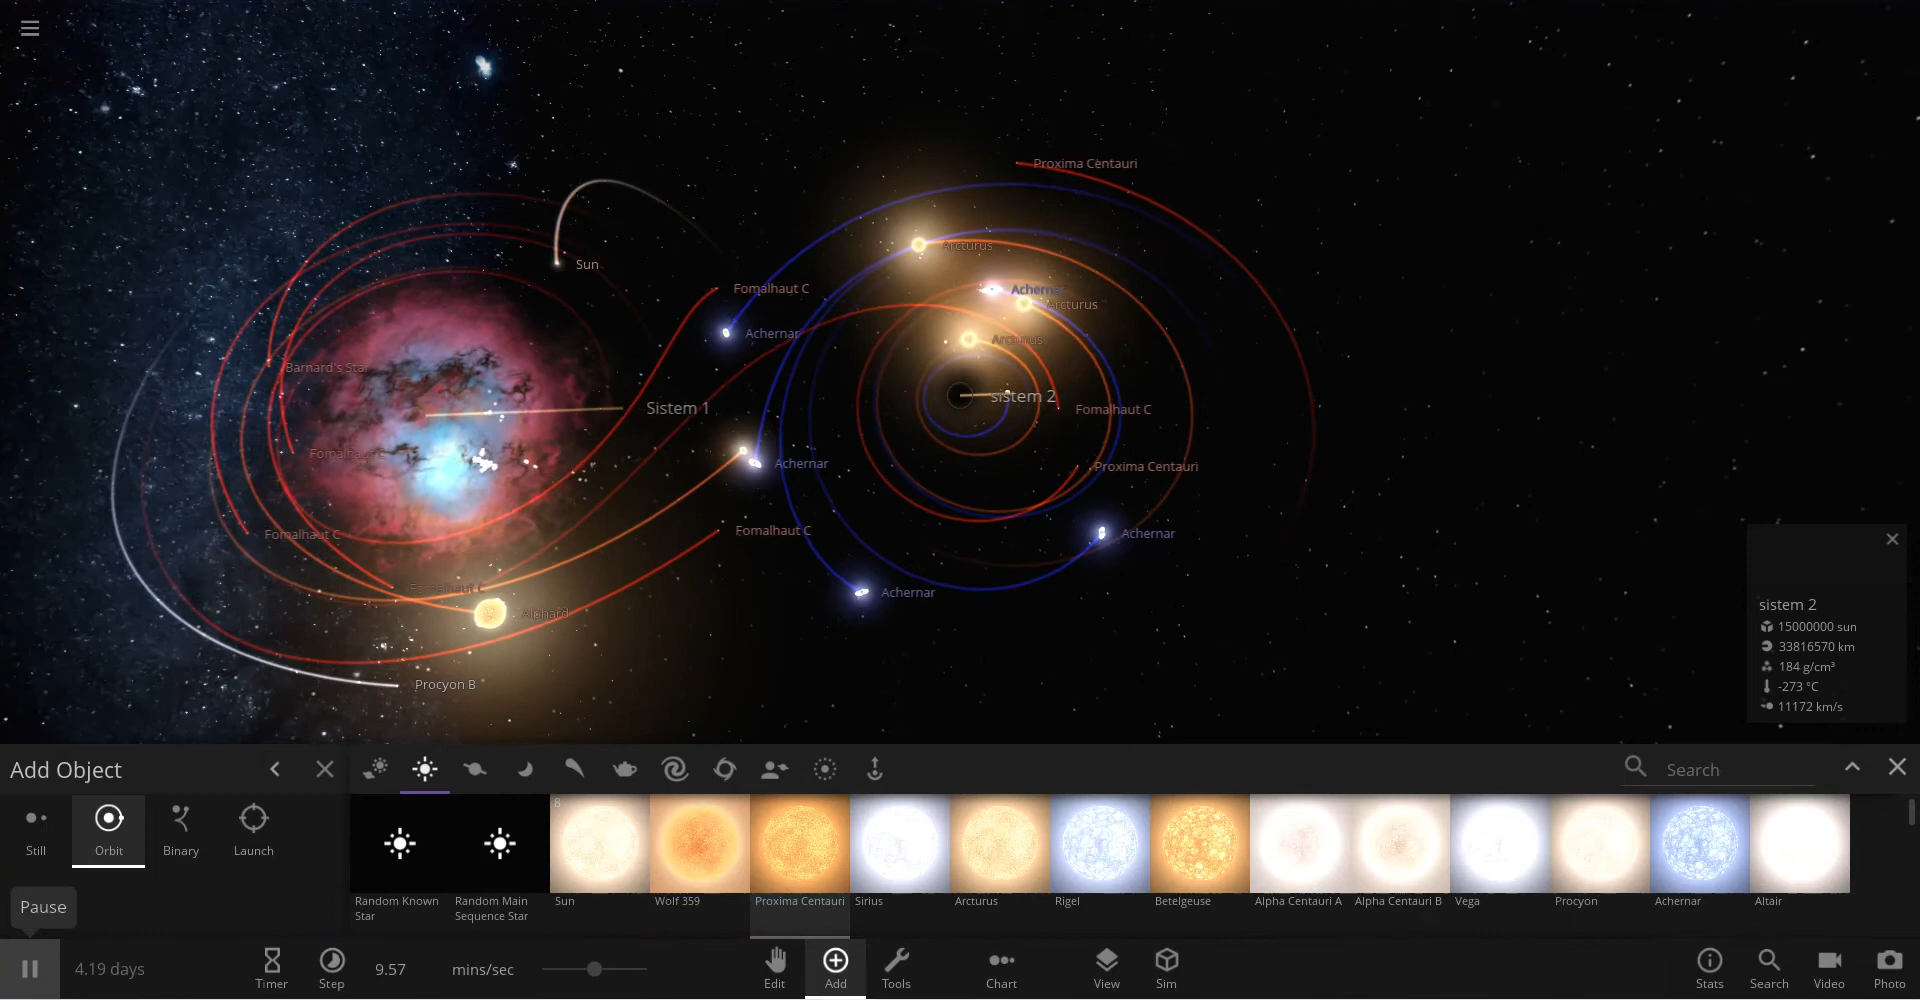 Proxima Centauri
Arcturus
Sun
Fomalhaut C
Achernar
Arcturus
Achernar
Arcturus
Barnard's Star
Sistem 1
sistem 2
Fomalhaut C
Fomalhaut C
Achernar
Proxima Centauri
Fomalhaut C
Fomalhaut C
Achernar
Fomalhaut C
Achernar
Alphard
Procyon B
sistem 2
15000000 sun
33816570 km
184 g/cm³
-273 °C
11172 km/s
Add Object
Search
Still
Orbit
Binary
Launch
8
Random Known
Star
Random Main
Sequence Star
Sun
Wolf 359
Proxima Centauri
Sirius
Arcturus
Rigel
Betelgeuse
Alpha Centauri A
Alpha Centauri B
Vega
Procyon
Achernar
Altair
Pause
4.19 days
Timer
Step
9.57
mins/sec
Edit
Add
Tools
Chart
View
Sim
Stats
Search
Video
Photo